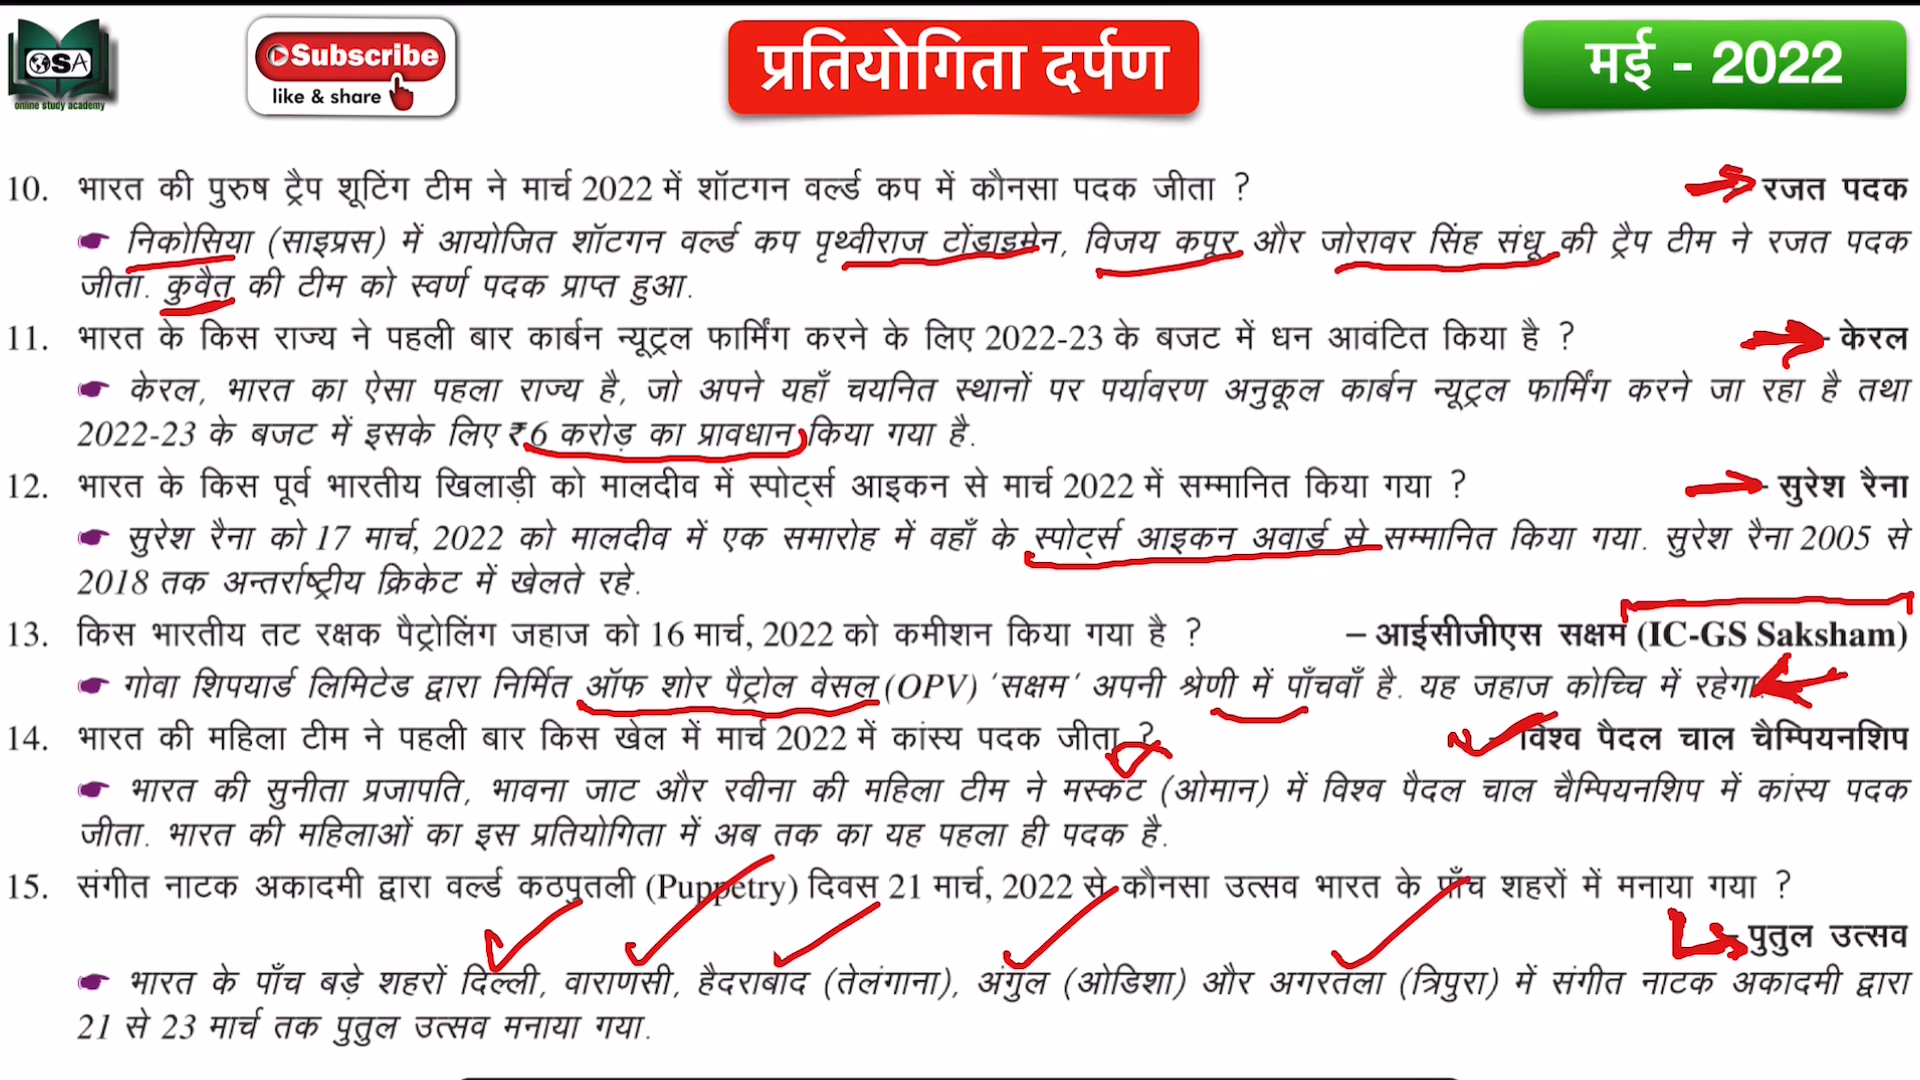 OSA
online study academy
Subscribe
like & share
प्रतियोगिता दर्पण
मई - 2022
10. भारत की पुरुष ट्रैप शूटिंग टीम ने मार्च 2022 में शॉटगन वर्ल्ड कप में कौनसा पदक जीता ? रजत पदक
निकोसिया (साइप्रस) में आयोजित शॉटगन वर्ल्ड कप पृथ्वीराज टोंडाइमेन, विजय कपूर और जोरावर सिंह संधू की ट्रैप टीम ने रजत पदक
जीता. कुवैत की टीम को स्वर्ण पदक प्राप्त हुआ.
11. भारत के किस राज्य ने पहली बार कार्बन न्यूट्रल फार्मिंग करने के लिए 2022-23 के बजट में धन आवंटित किया है ? - केरल
केरल, भारत का ऐसा पहला राज्य है, जो अपने यहाँ चयनित स्थानों पर पर्यावरण अनुकूल कार्बन न्यूट्रल फार्मिंग करने जा रहा है तथा
2022-23 के बजट में इसके लिए ₹6 करोड़ का प्रावधान किया गया है.
12. भारत के किस पूर्व भारतीय खिलाड़ी को मालदीव में स्पोर्ट्स आइकन से मार्च 2022 में सम्मानित किया गया ? - सुरेश रैना
सुरेश रैना को 17 मार्च, 2022 को मालदीव में एक समारोह में वहाँ के स्पोर्ट्स आइकन अवार्ड से सम्मानित किया गया. सुरेश रैना 2005 से
2018 तक अन्तर्राष्ट्रीय क्रिकेट में खेलते रहे.
13. किस भारतीय तट रक्षक पैट्रोलिंग जहाज को 16 मार्च, 2022 को कमीशन किया गया है ? – आईसीजीएस सक्षम (IC-GS Saksham)
गोवा शिपयार्ड लिमिटेड द्वारा निर्मित ऑफ शोर पैट्रोल वेसल (OPV) 'सक्षम' अपनी श्रेणी में पाँचवाँ है. यह जहाज कोच्चि में रहेगा.
14. भारत की महिला टीम ने पहली बार किस खेल में मार्च 2022 में कांस्य पदक जीता ? – विश्व पैदल चाल चैम्पियनशिप
भारत की सुनीता प्रजापति, भावना जाट और रवीना की महिला टीम ने मस्कट (ओमान) में विश्व पैदल चाल चैम्पियनशिप में कांस्य पदक
जीता. भारत की महिलाओं का इस प्रतियोगिता में अब तक का यह पहला ही पदक है.
15. संगीत नाटक अकादमी द्वारा वर्ल्ड कठपुतली (Puppetry) दिवस 21 मार्च, 2022 से कौनसा उत्सव भारत के पाँच शहरों में मनाया गया ?
– पुतुल उत्सव
भारत के पाँच बड़े शहरों दिल्ली, वाराणसी, हैदराबाद (तेलंगाना), अंगुल (ओडिशा) और अगरतला (त्रिपुरा) में संगीत नाटक अकादमी द्वारा
21 से 23 मार्च तक पुतुल उत्सव मनाया गया.